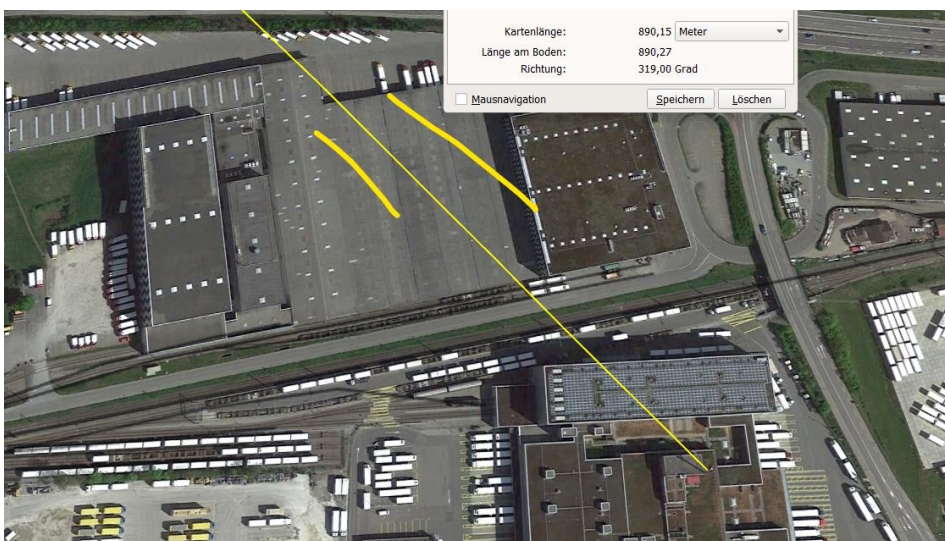 Kartenlänge: 890,15 Meter
Länge am Boden: 890,27
Richtung: 319,00 Grad
Mausnavigation Speichern Löschen